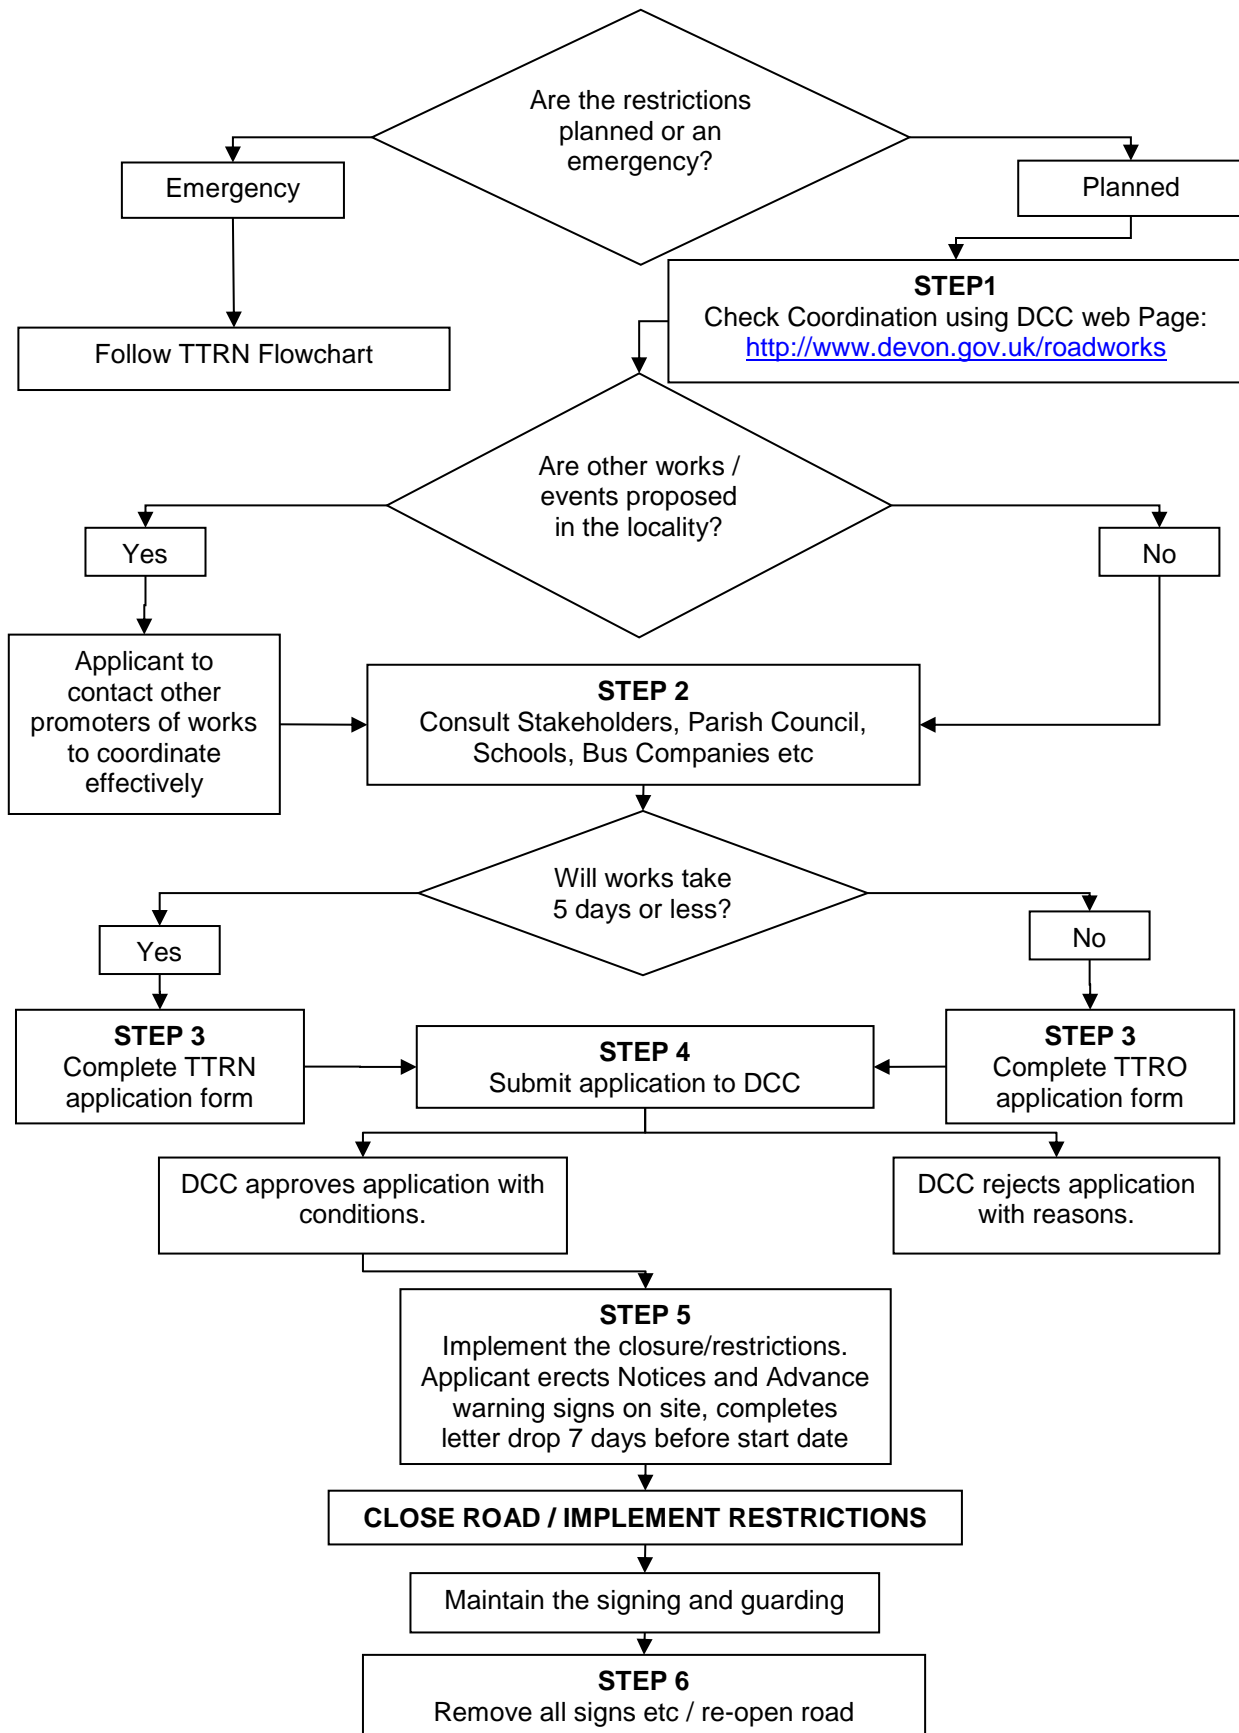 Are the restrictions
planned or an
emergency?
Emergency
Planned
STEP1
Check Coordination using DCC web Page:
http://www.devon.gov.uk/roadworks
Follow TTRN Flowchart
Are other works /
events proposed
in the locality?
Yes
No
Applicant to
contact other
promoters of works
to coordinate
effectively
STEP 2
Consult Stakeholders, Parish Council,
Schools, Bus Companies etc
Will works take
5 days or less?
Yes
No
STEP 3
Complete TTRN
application form
STEP 4
Submit application to DCC
STEP 3
Complete TTRO
application form
DCC approves application with
conditions.
DCC rejects application
with reasons.
STEP 5
Implement the closure/restrictions.
Applicant erects Notices and Advance
warning signs on site, completes
letter drop 7 days before start date
CLOSE ROAD / IMPLEMENT RESTRICTIONS
Maintain the signing and guarding
STEP 6
Remove all signs etc / re-open road